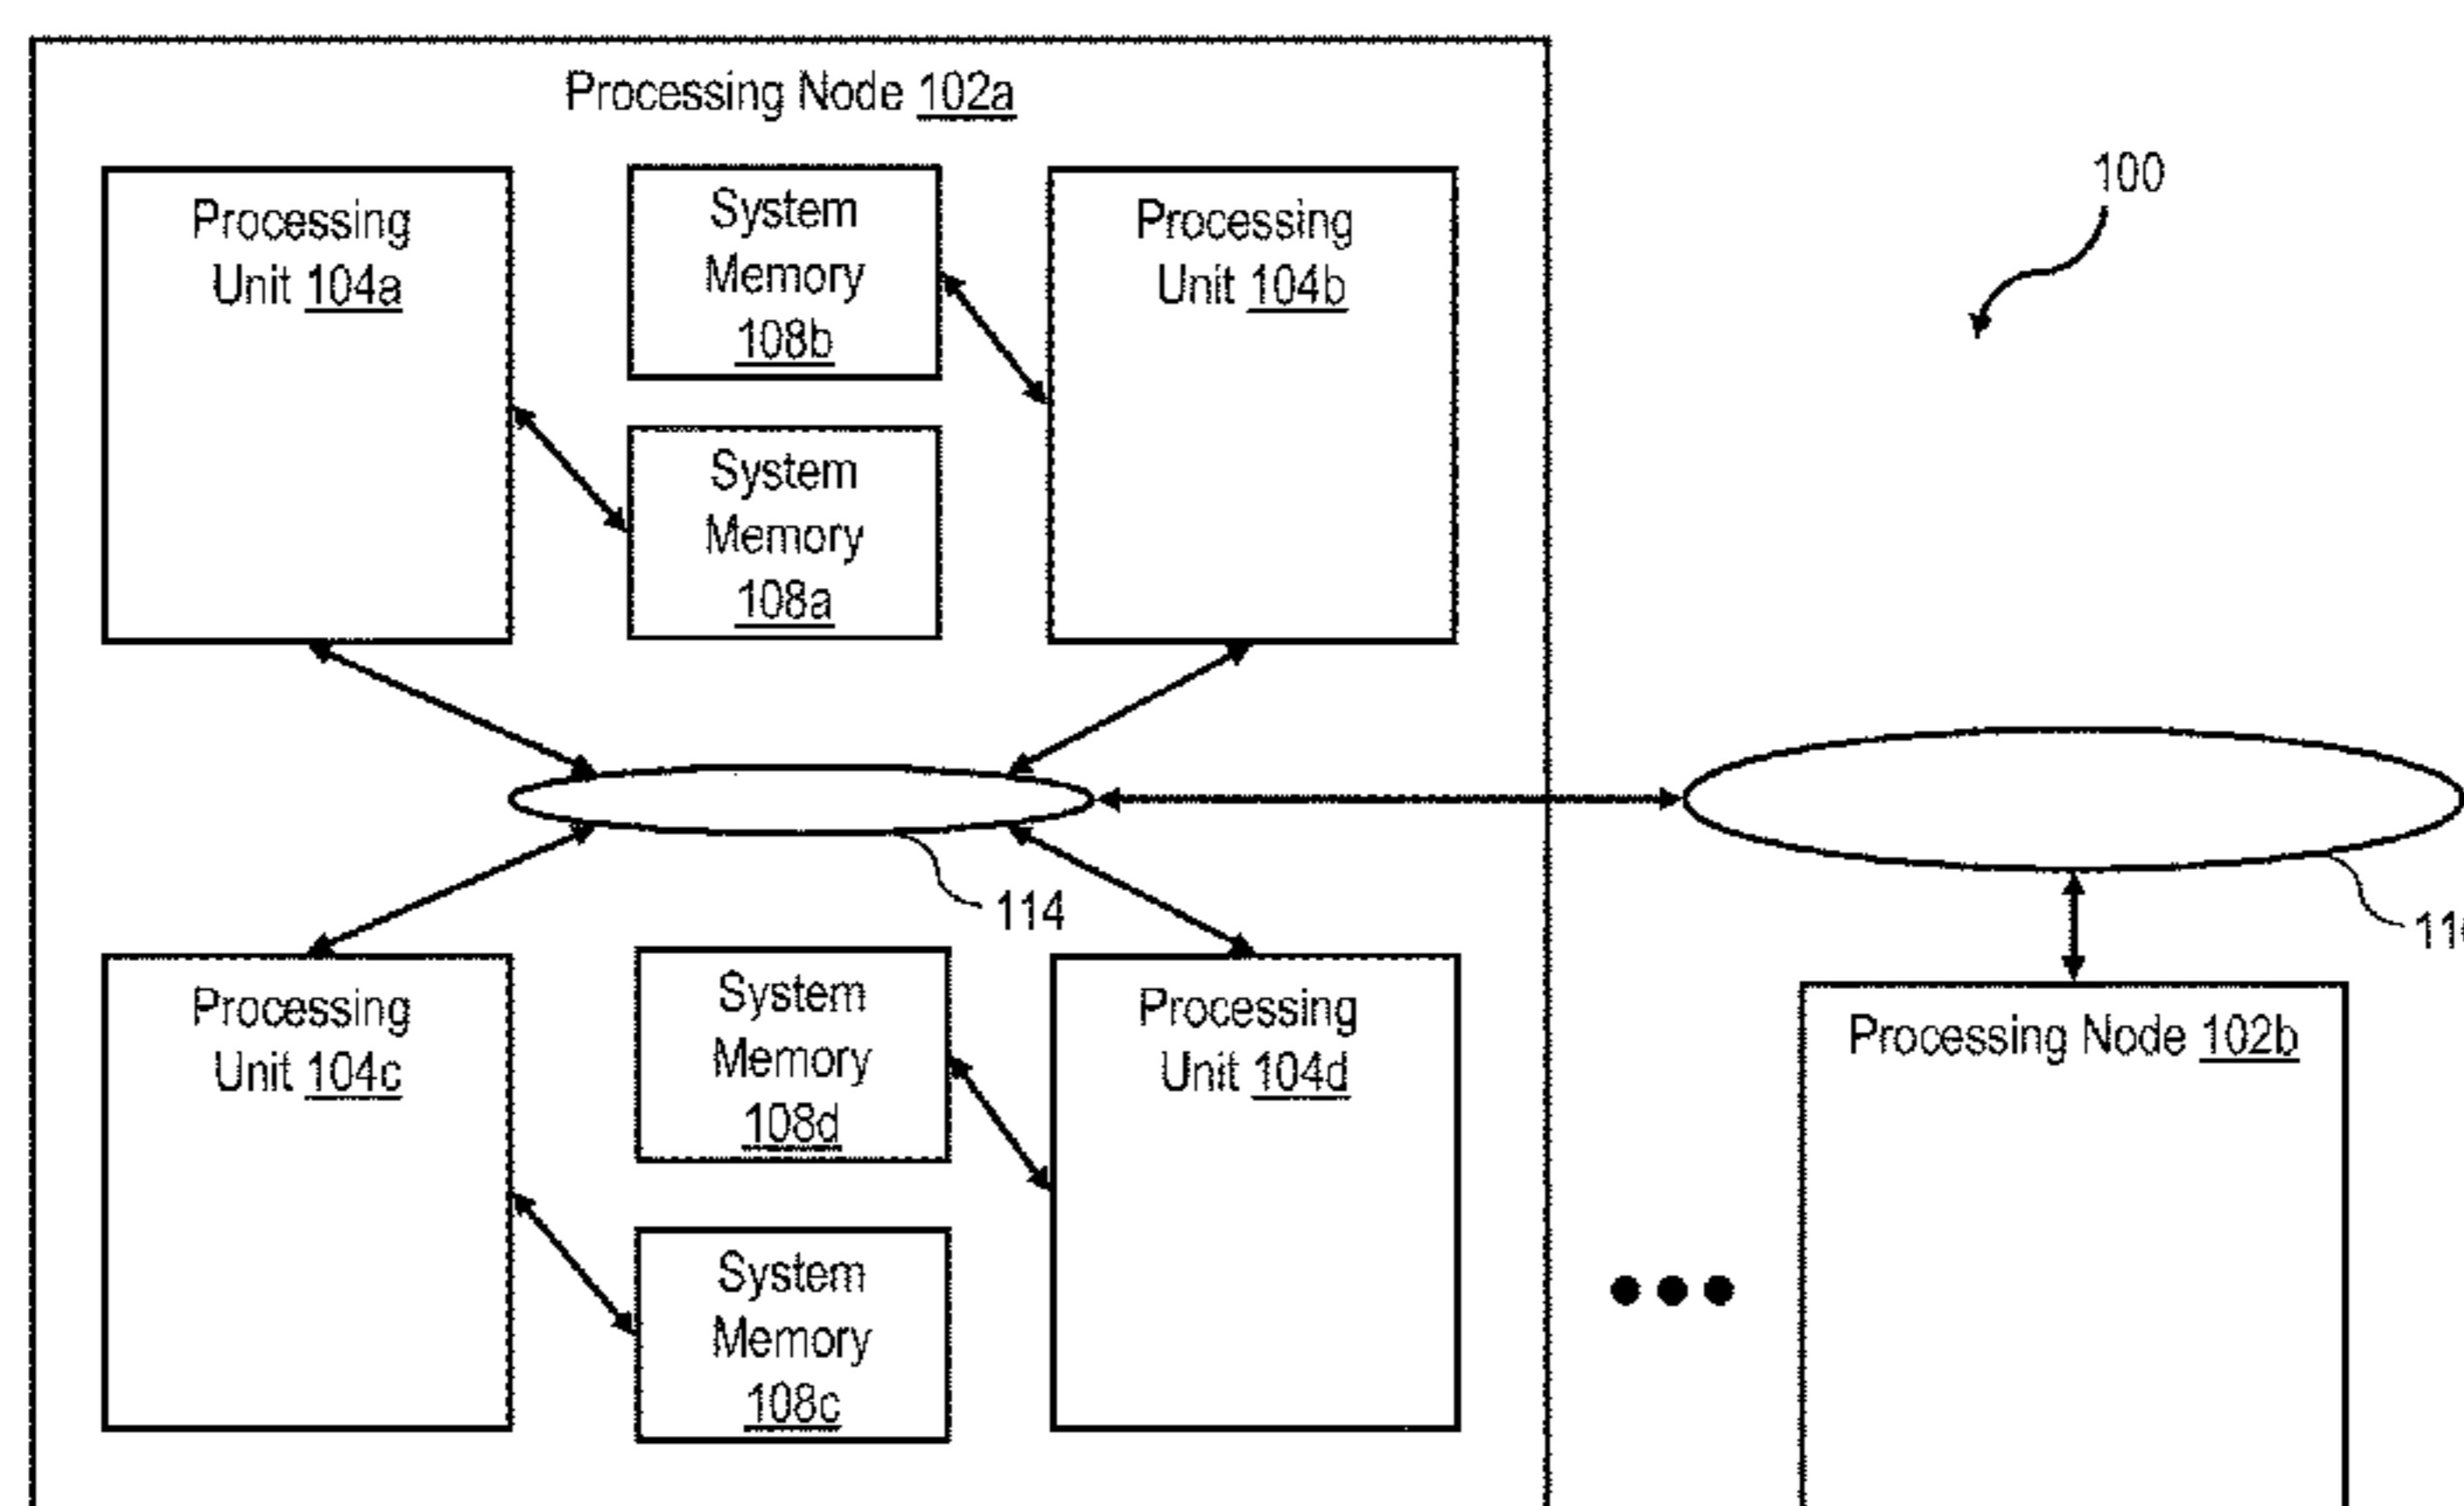 Processing Node 102a
Processing
Unit 104a
System
Memory
108b
Processing
Unit 104b
100
System
Memory
108a
114
Processing
Unit 104c
System
Memory
108d
Processing
Unit 104d
Processing Node 102b
System
Memory
108c